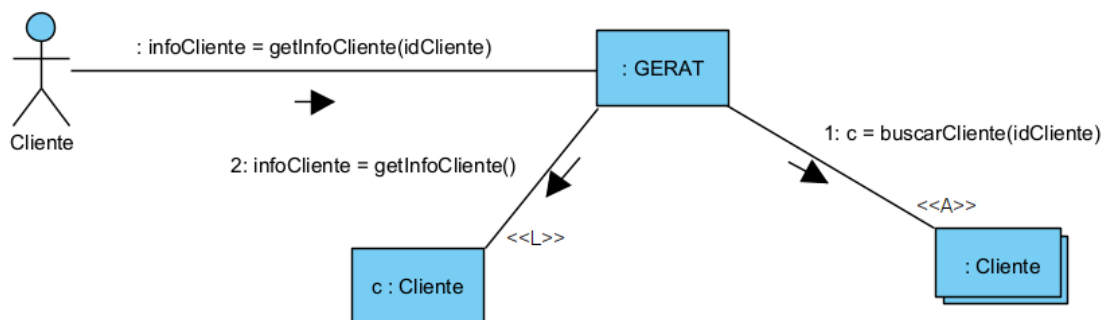 : infoCliente = getInfoCliente(idCliente)
: GERAT
Cliente
1: c = buscarCliente(idCliente)
2: infoCliente = getInfoCliente()
<<A>>
<<L>>
: Cliente
c : Cliente